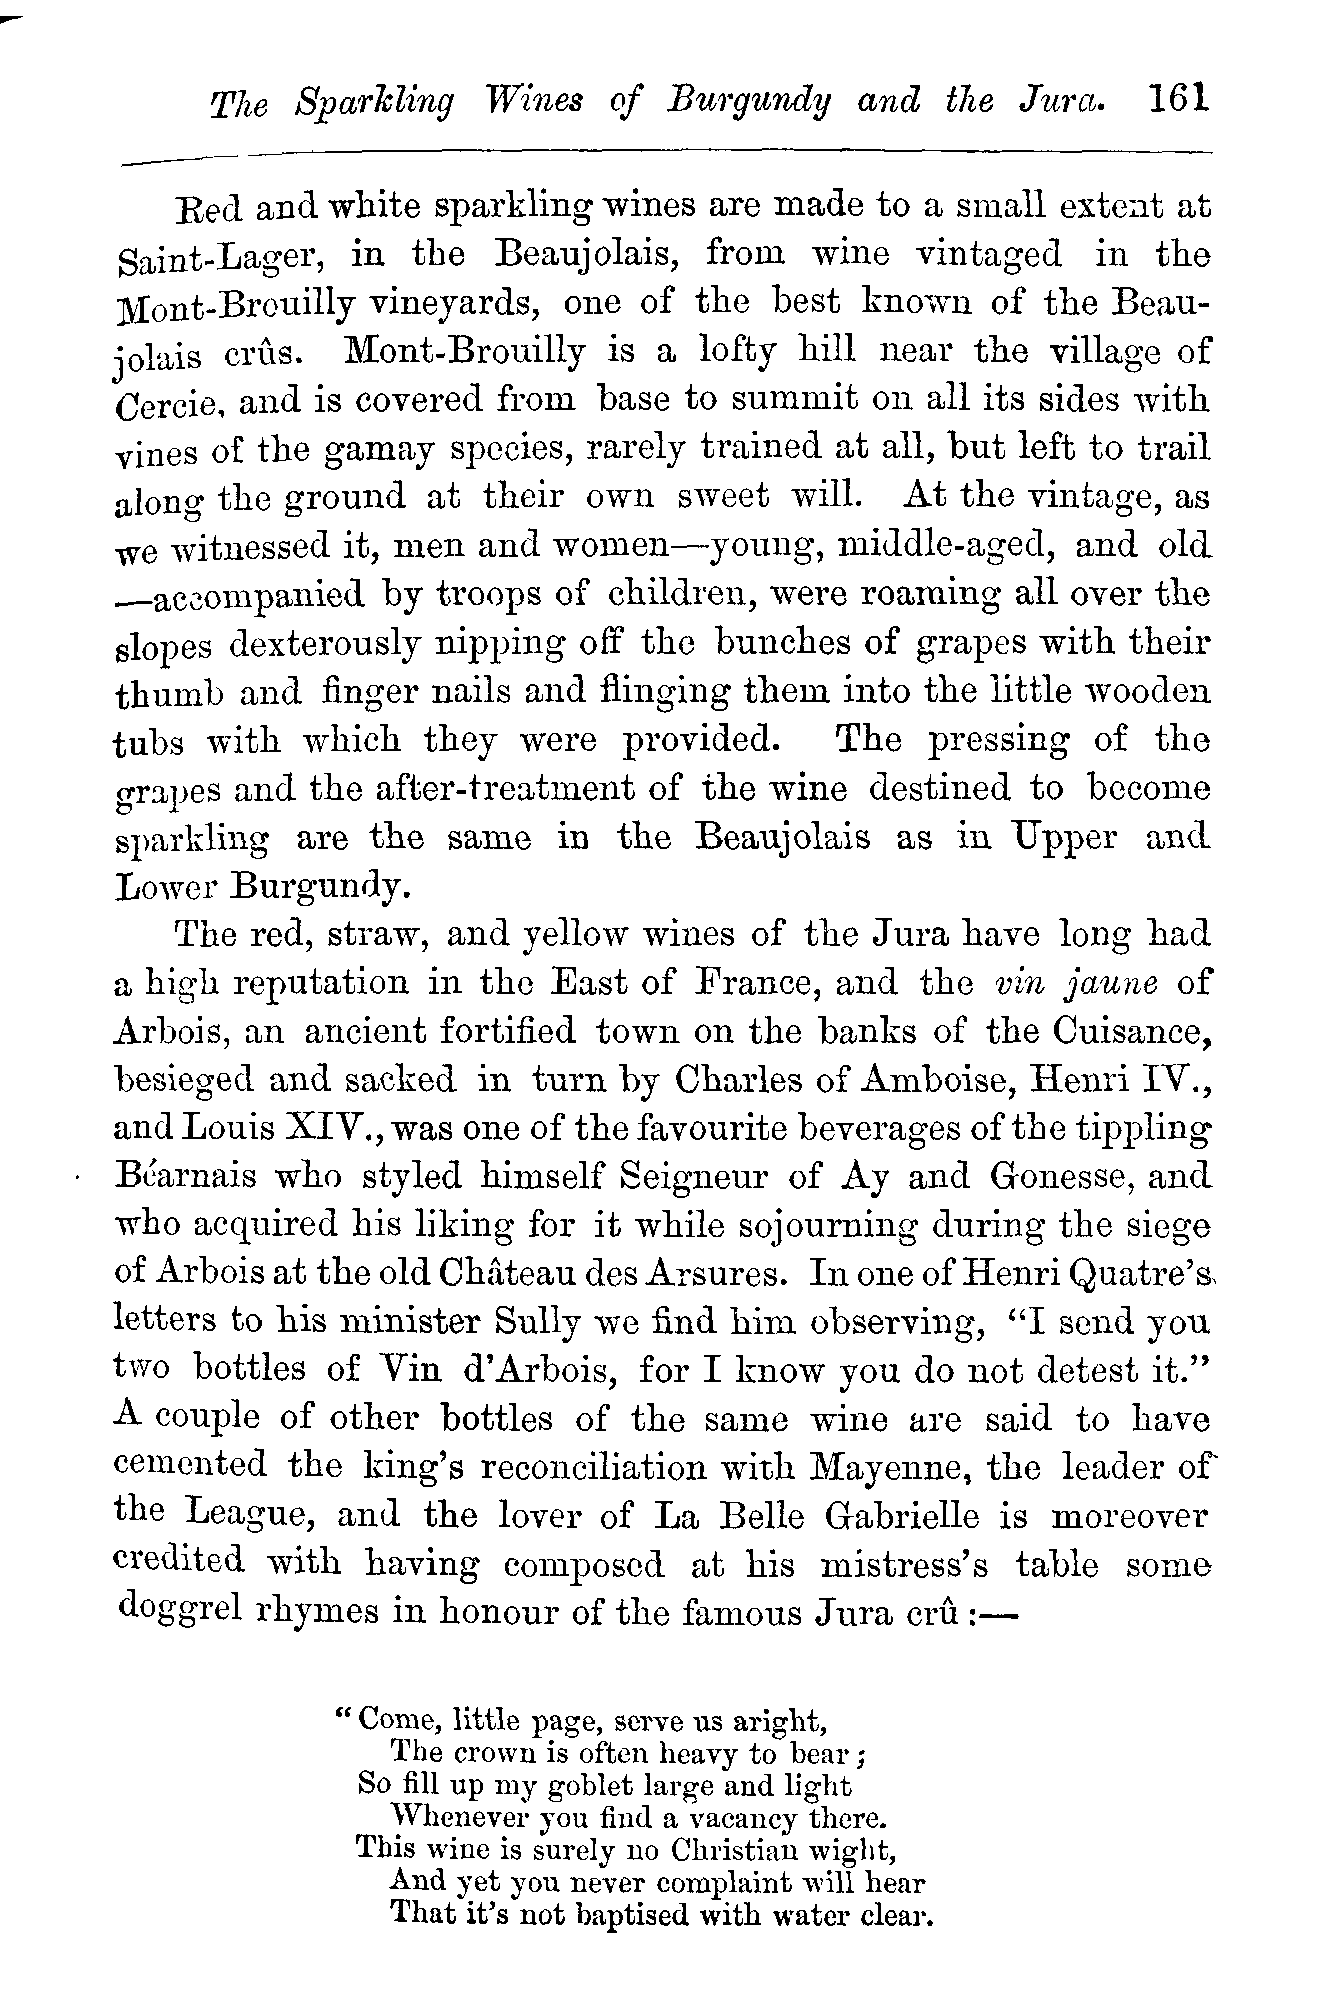 The Sparkling Wines of Burgundy and the Jura. 161
Red and white sparkling wines are made to a small extent at
Saint-Lager, in the Beaujolais, from wine vintaged in the
Mont-Brouilly vineyards, one of the best known of the Beau-
jolais crûs. Mont-Brouilly is a lofty hill near the village of
Cercie, and is covered from base to summit on all its sides with
vines of the gamay species, rarely trained at all, but left to trail
along the ground at their own sweet will. At the vintage, as
we witnessed it, men and women—young, middle-aged, and old
—accompanied by troops of children, were roaming all over the
slopes dexterously nipping off the bunches of grapes with their
thumb and finger nails and flinging them into the little wooden
tubs with which they were provided. The pressing of the
grapes and the after-treatment of the wine destined to become
sparkling are the same in the Beaujolais as in Upper and
Lower Burgundy.
The red, straw, and yellow wines of the Jura have long had
a high reputation in the East of France, and the vin jaune of
Arbois, an ancient fortified town on the banks of the Cuisance,
besieged and sacked in turn by Charles of Amboise, Henri IV.,
and Louis XIV., was one of the favourite beverages of the tippling
Béarnais who styled himself Seigneur of Ay and Gonesse, and
who acquired his liking for it while sojourning during the siege
of Arbois at the old Château des Arsures. In one of Henri Quatre's
letters to his minister Sully we find him observing, "I send you
two bottles of Vin d'Arbois, for I know you do not detest it."
A couple of other bottles of the same wine are said to have
cemented the king's reconciliation with Mayenne, the leader of
the League, and the lover of La Belle Gabrielle is moreover
credited with having composed at his mistress's table some
doggrel rhymes in honour of the famous Jura crû :—
"Come, little page, serve us aright,
The crown is often heavy to bear;
So fill up my goblet large and light
Whenever you find a vacancy there.
This wine is surely no Christian wight,
And yet you never complaint will hear
That it's not baptised with water clear.